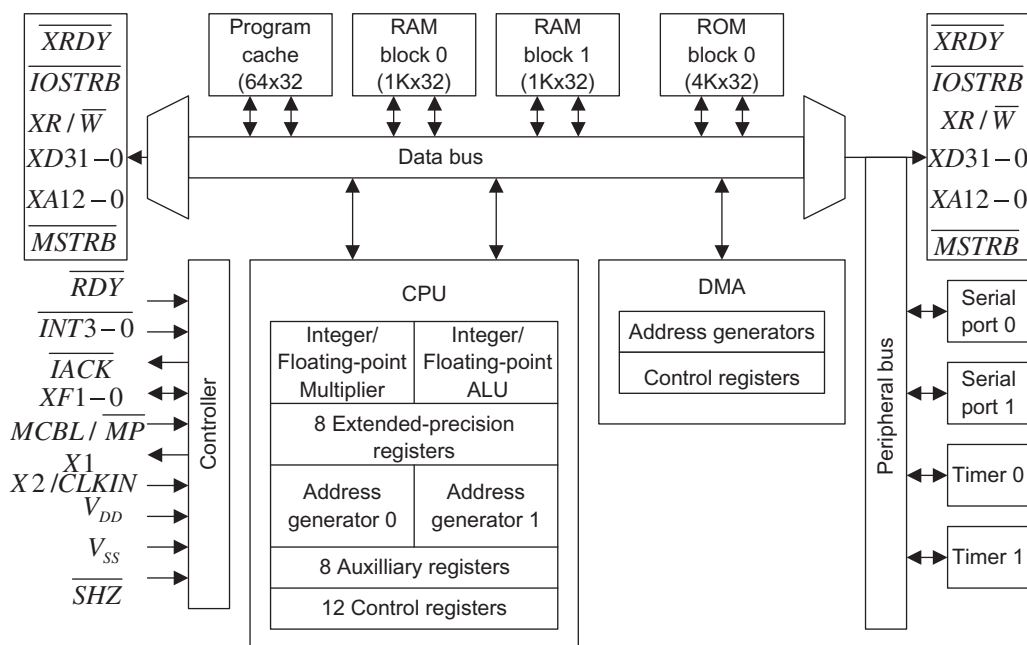 XRDY
IOSTRB
XR / W
XD31–0
XA12–0
MSTRB
Program
cache
(64x32
RAM
block 0
(1Kx32)
RAM
block 1
(1Kx32)
ROM
block 0
(4Kx32)
XRDY
IOSTRB
XR / W
XD31–0
XA12–0
MSTRB
Data bus
RDY
INT3–0
IACK
XF1–0
MCBL / MP
X1
X2 /CLKIN
V_DD
V_SS
SHZ
Controller
CPU
Integer/
Floating-point
Multiplier
Integer/
Floating-point
ALU
8 Extended-precision
registers
Address
generator 0
Address
generator 1
8 Auxilliary registers
12 Control registers
DMA
Address generators
Control registers
Peripheral bus
Serial
port 0
Serial
port 1
Timer 0
Timer 1